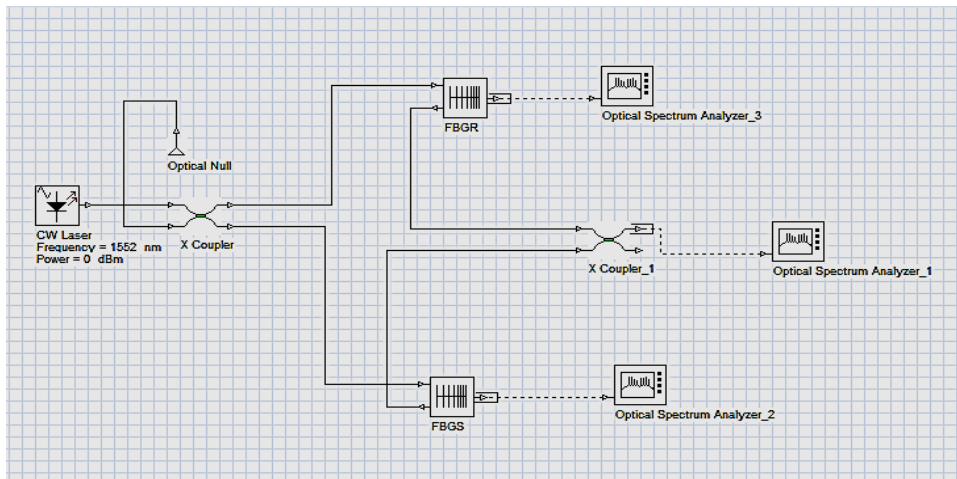 FBGR
Optical Spectrum Analyzer_3
Optical Null
CW Laser
Frequency = 1552 nm
Power = 0 dBm
X Coupler
X Coupler_1
Optical Spectrum Analyzer_1
FBGS
Optical Spectrum Analyzer_2